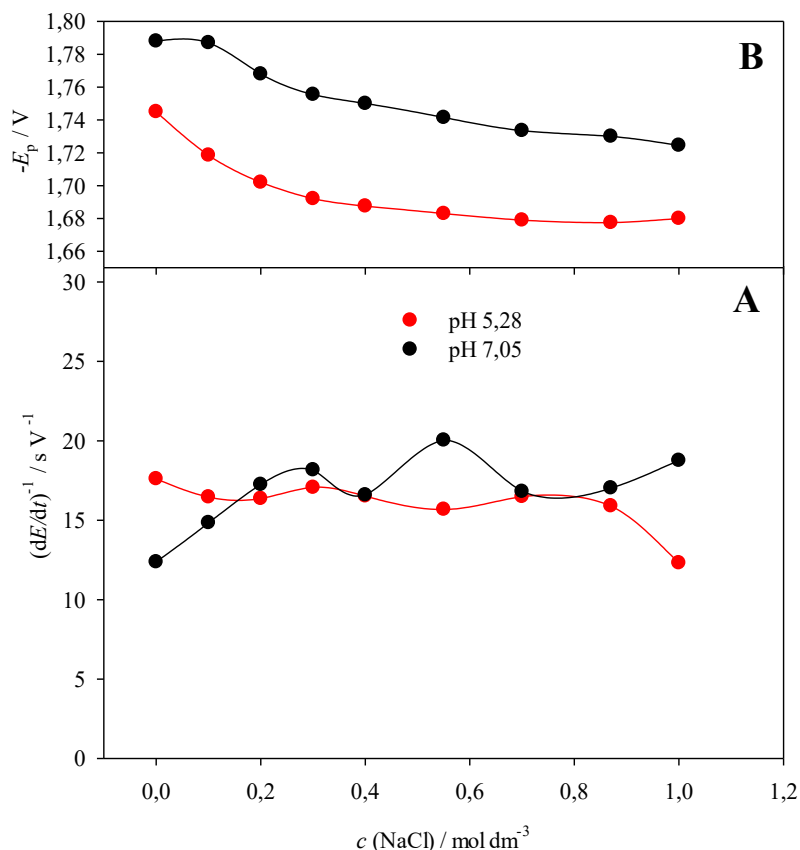 1,80
1,78
1,76
1,74
1,72
1,70
1,68
1,66
-Ep / V
B
30
25
20
15
10
5
0
(dE/dt)-1 / s V-1
A
pH 5,28
pH 7,05
0,0 0,2 0,4 0,6 0,8 1,0 1,2
c (NaCl) / mol dm-3